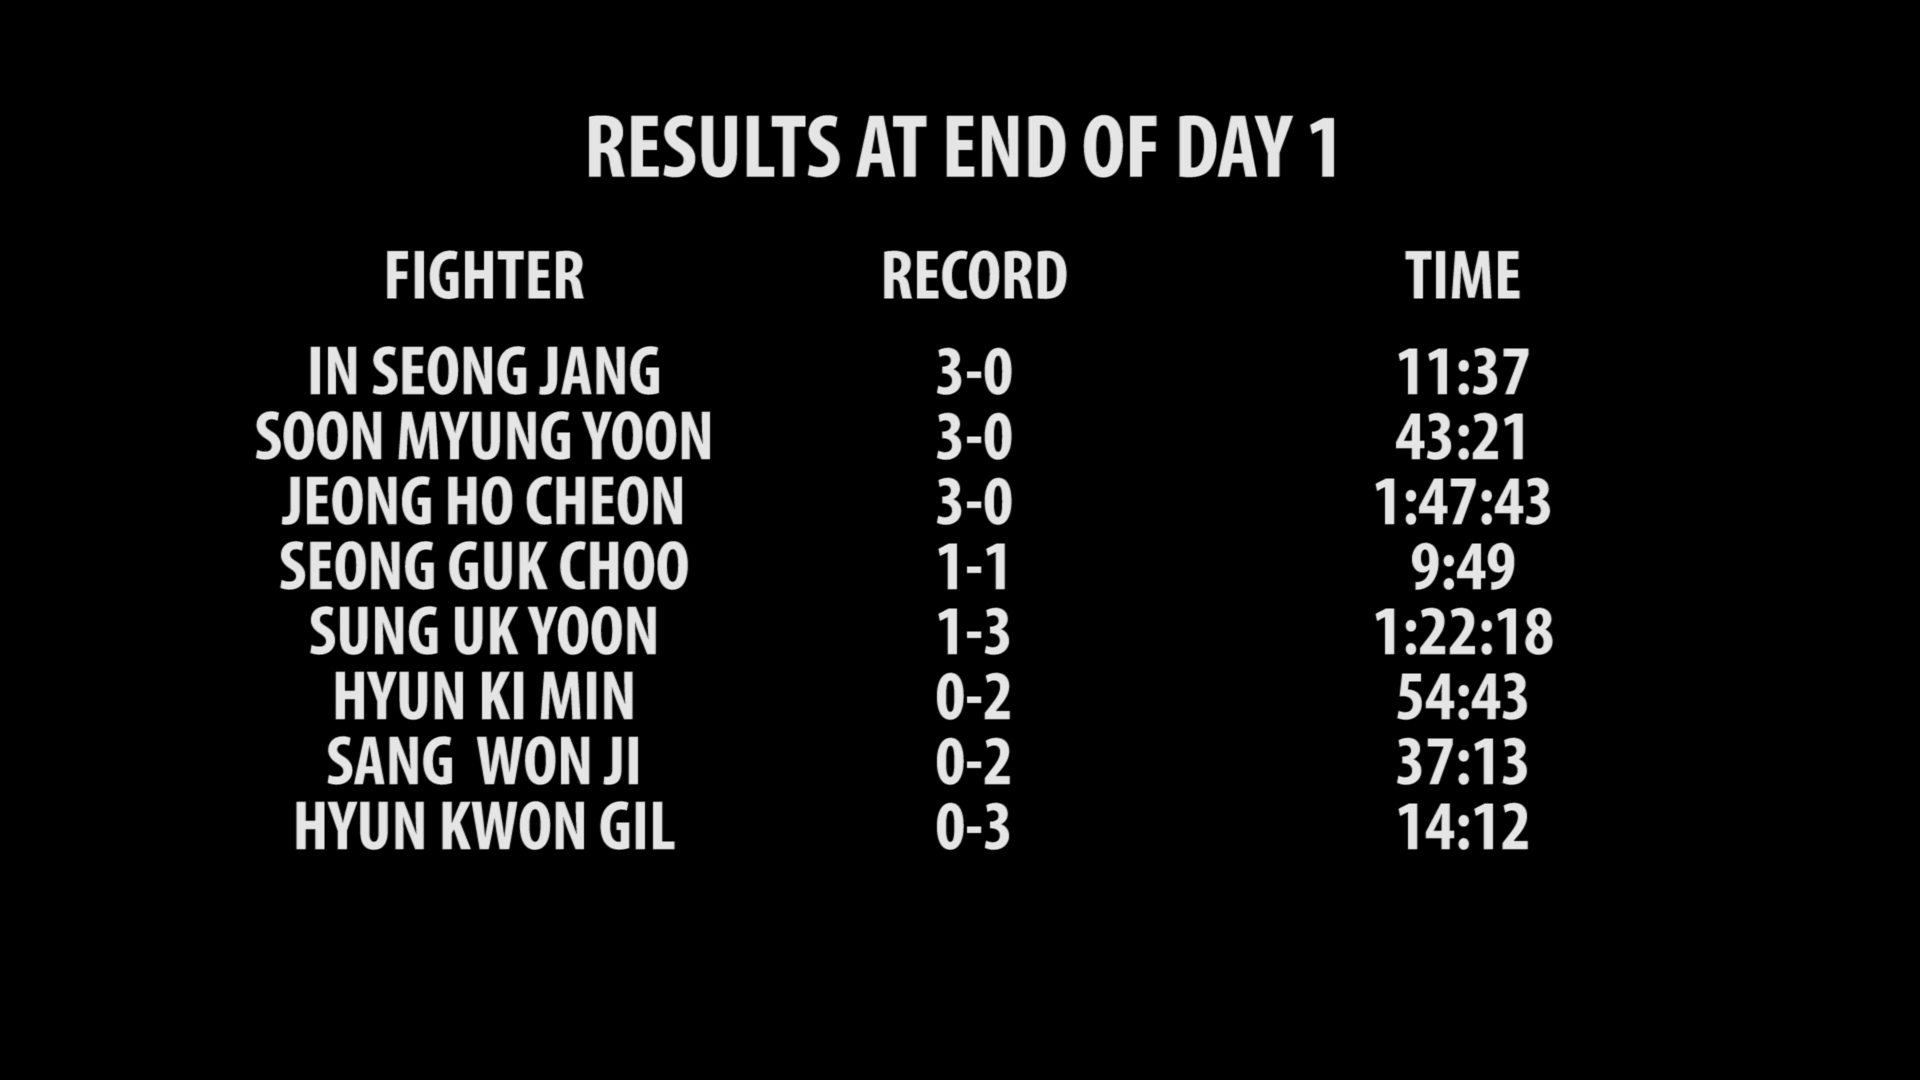 RESULTS AT END OF DAY 1
FIGHTER RECORD TIME
IN SEONG JANG 3-0 11:37
SOON MYUNG YOON 3-0 43:21
JEONG HO CHEON 3-0 1:47:43
SEONG GUK CHOO 1-1 9:49
SUNG UK YOON 1-3 1:22:18
HYUN KI MIN 0-2 54:43
SANG  WON JI 0-2 37:13
HYUN KWON GIL 0-3 14:12